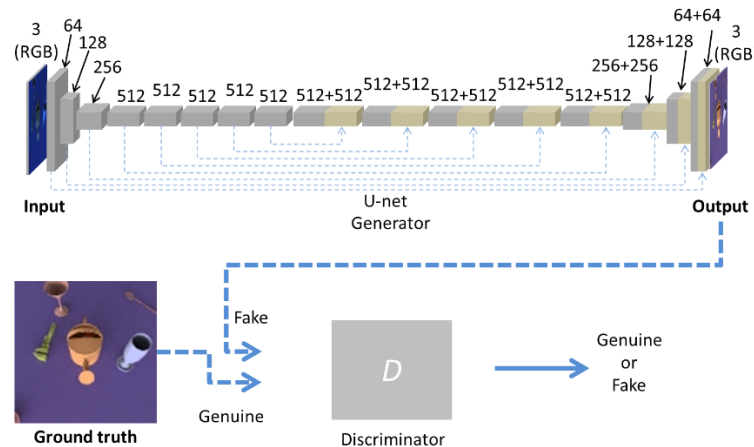 3
(RGB)
64
128
256
512
512
512
512
512
512+512
512+512
512+512
512+512
512+512
256+256
128+128
64+64
3
(RGB
Input
U-net
Generator
Output
Fake
Genuine
Ground truth
D
Discriminator
Genuine
or
Fake